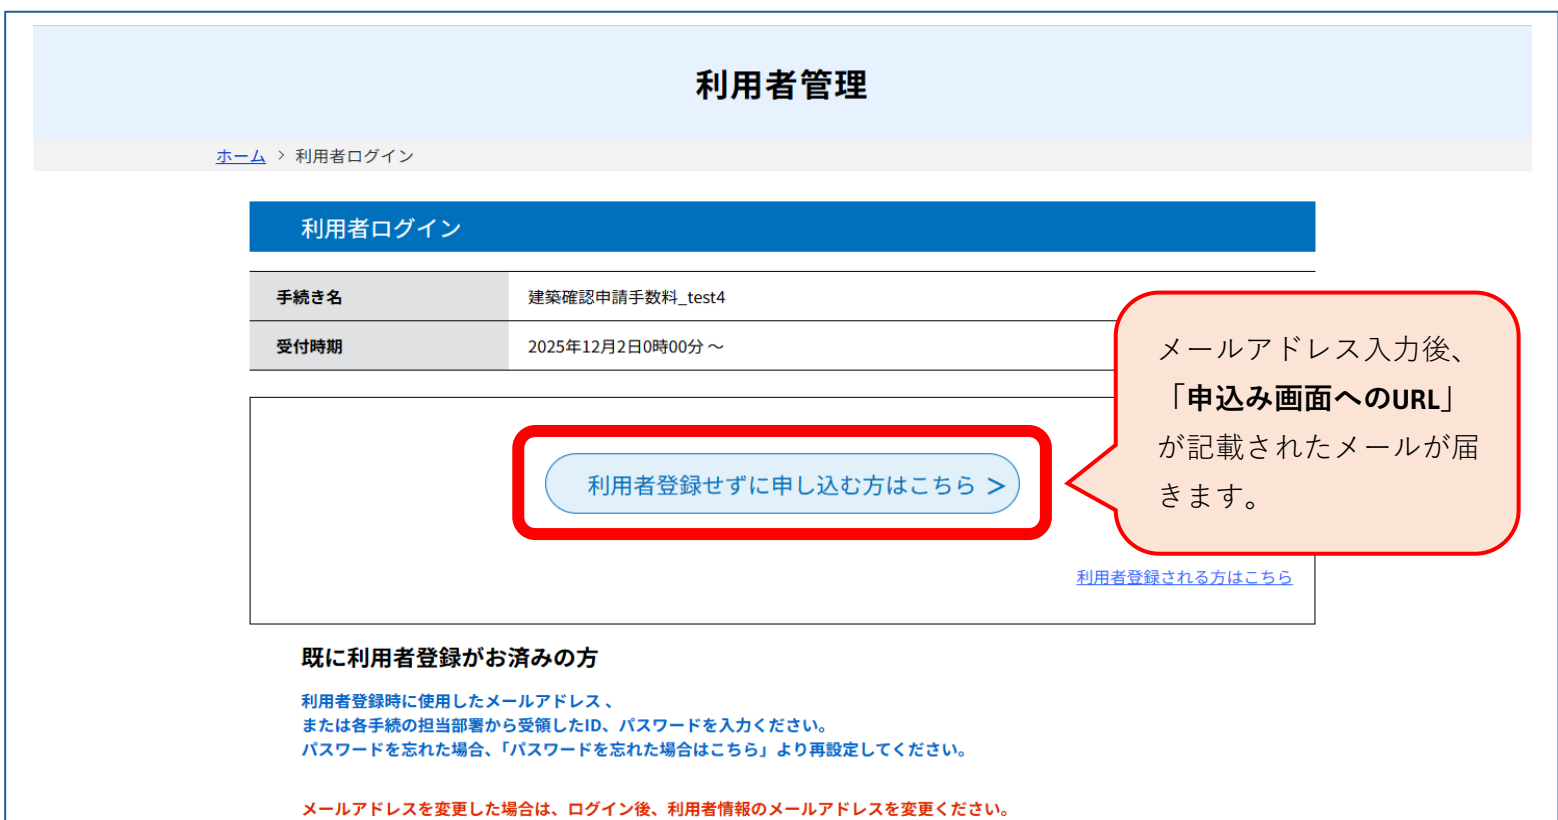 利用者管理
ホーム > 利用者ログイン
利用者ログイン
手続き名 建築確認申請手数料_test4
受付時期 2025年12月2日0時00分 ～
メールアドレス入力後、
「申込み画面へのURL」
が記載されたメールが届
きます。
利用者登録せずに申し込む方はこちら >
利用者登録される方はこちら
既に利用者登録がお済みの方
利用者登録時に使用したメールアドレス、
または各手続の担当部署から受領したID、パスワードを入力ください。
パスワードを忘れた場合、「パスワードを忘れた場合はこちら」より再設定してください。
メールアドレスを変更した場合は、ログイン後、利用者情報のメールアドレスを変更ください。